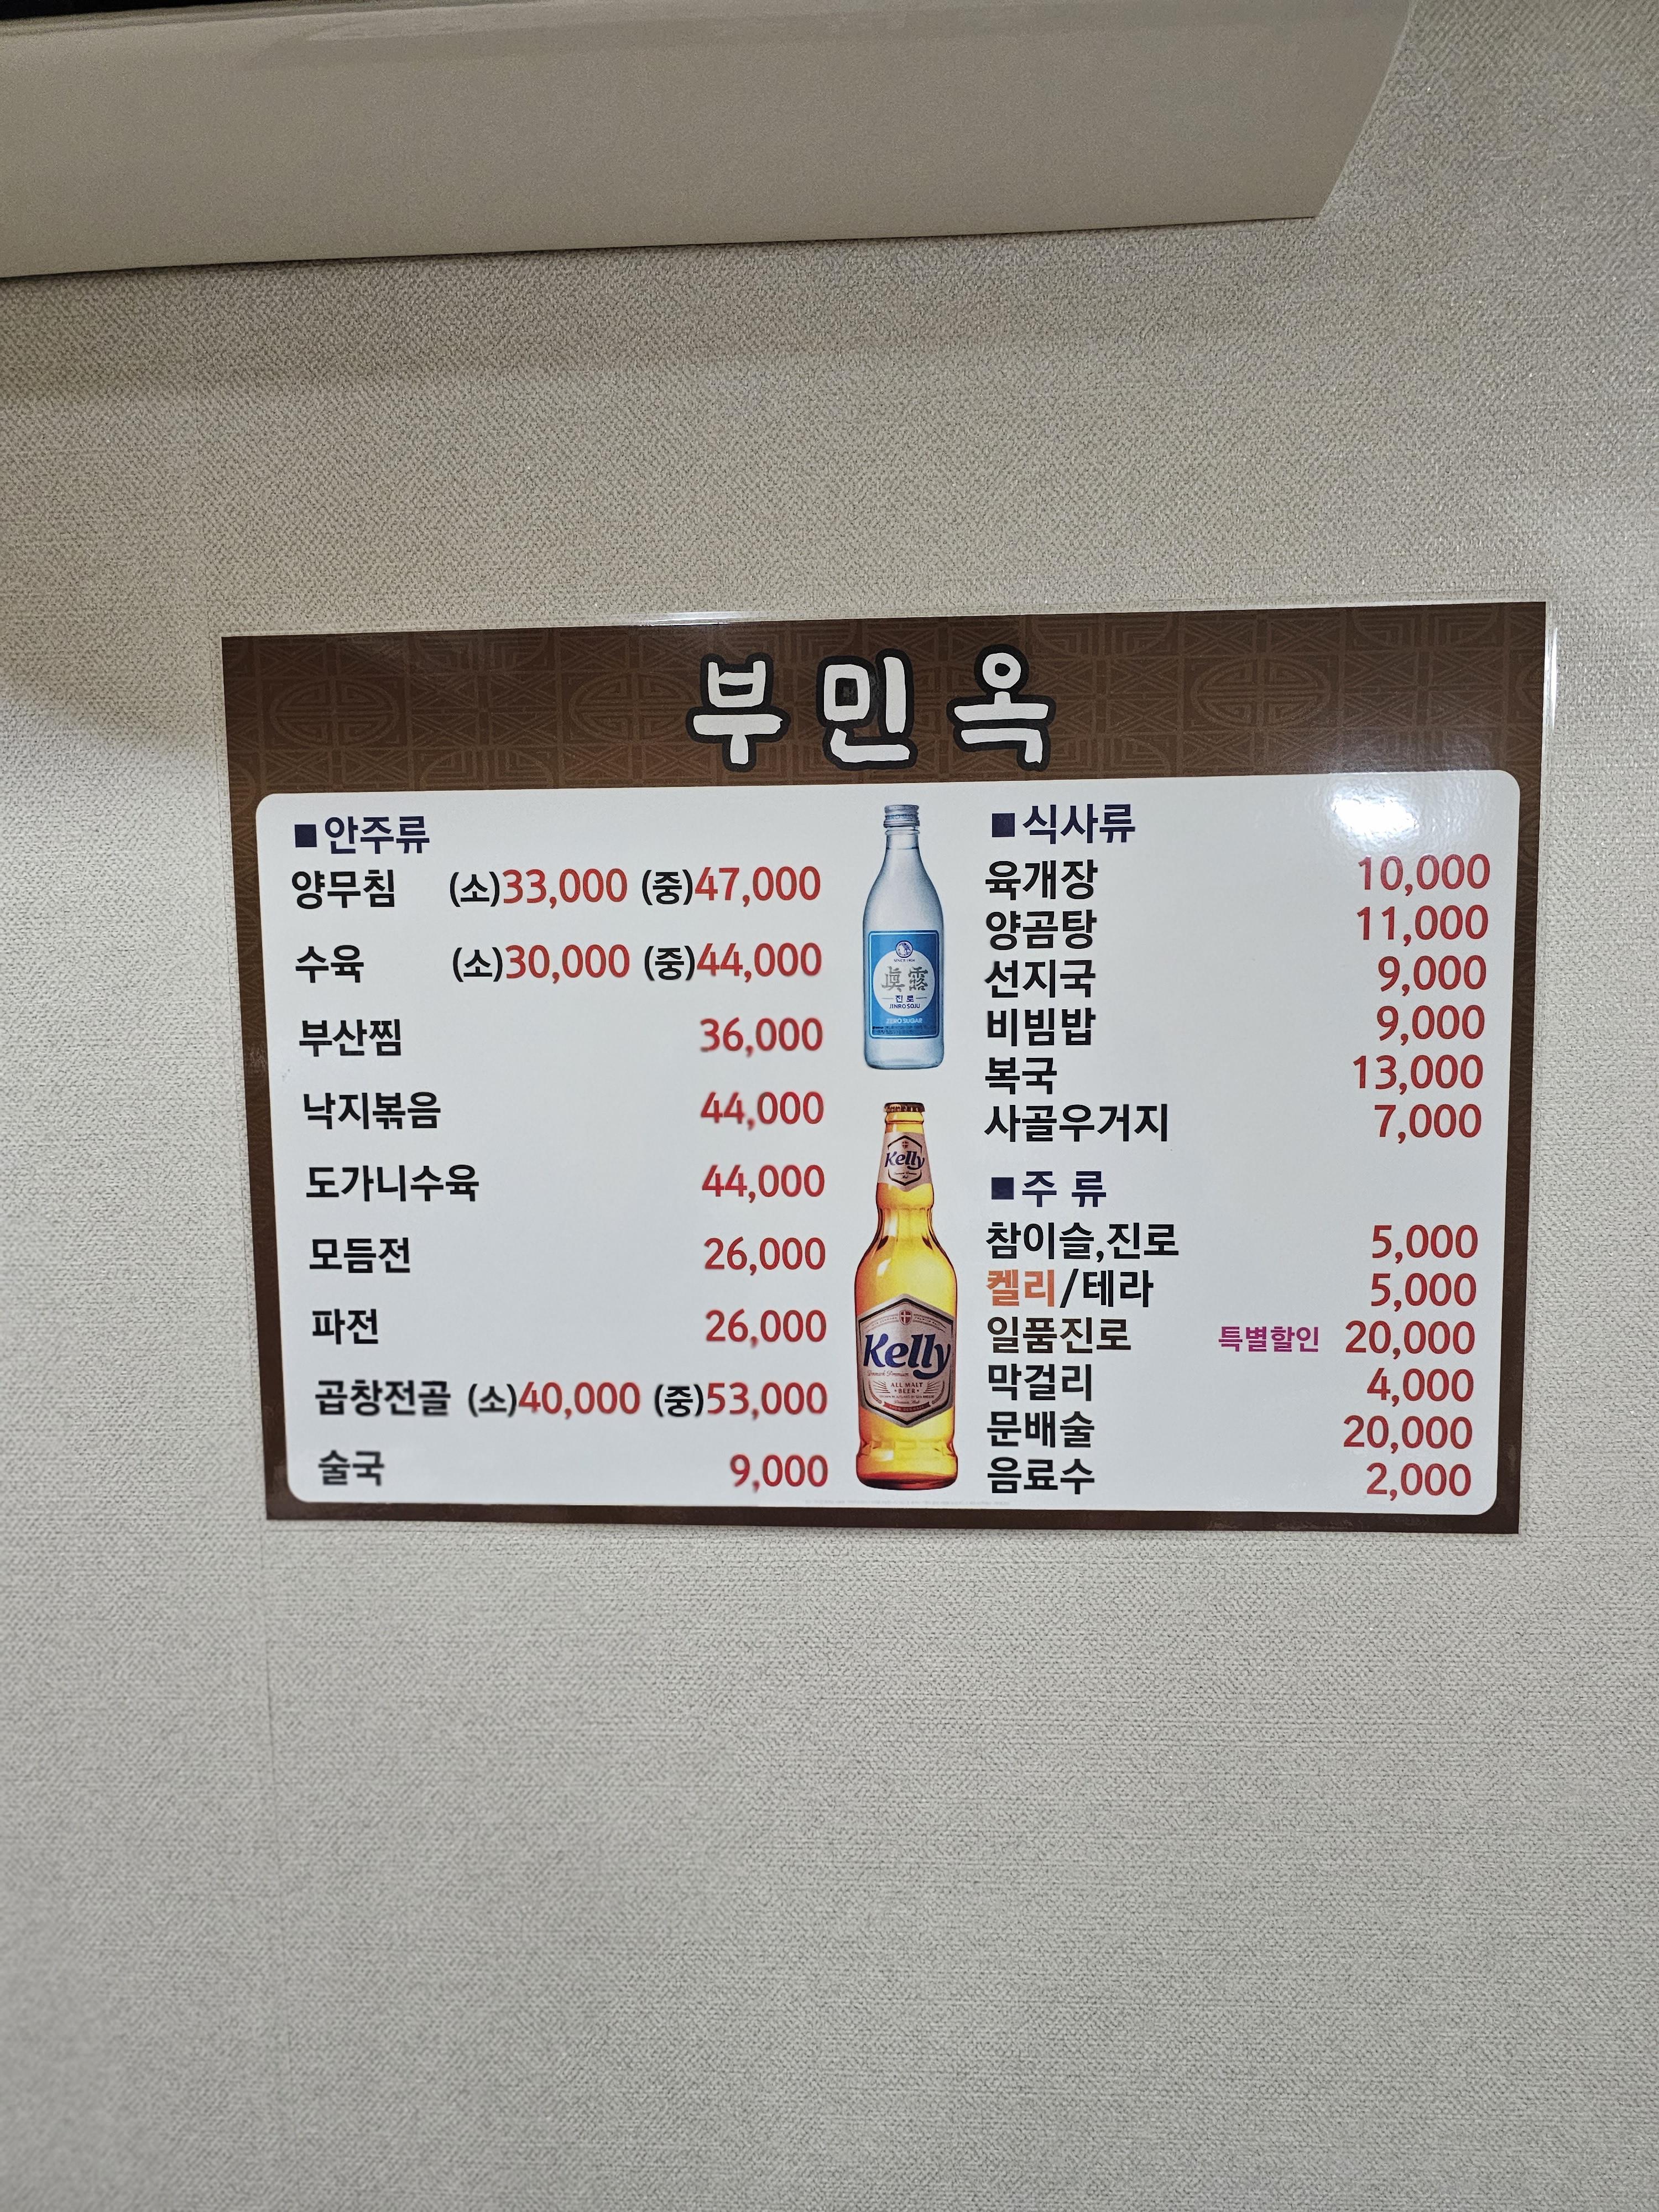 부민옥
■안주류
양무침 (소)33,000 (중)47,000
수육 (소)30,000 (중)44,000
부산찜 36,000
낙지볶음 44,000
도가니수육 44,000
모듬전 26,000
파전 26,000
곱창전골 (소)40,000 (중)53,000
술국 9,000
眞露
진로
JINRO SOJU
ZERO SUGAR
Kelly
Kelly
ALL MALT
BEER
■식사류
육개장 10,000
양곰탕 11,000
선지국 9,000
비빔밥 9,000
복국 13,000
사골우거지 7,000
■주 류
참이슬,진로 5,000
켈리/테라 5,000
일품진로 특별할인 20,000
막걸리 4,000
문배술 20,000
음료수 2,000